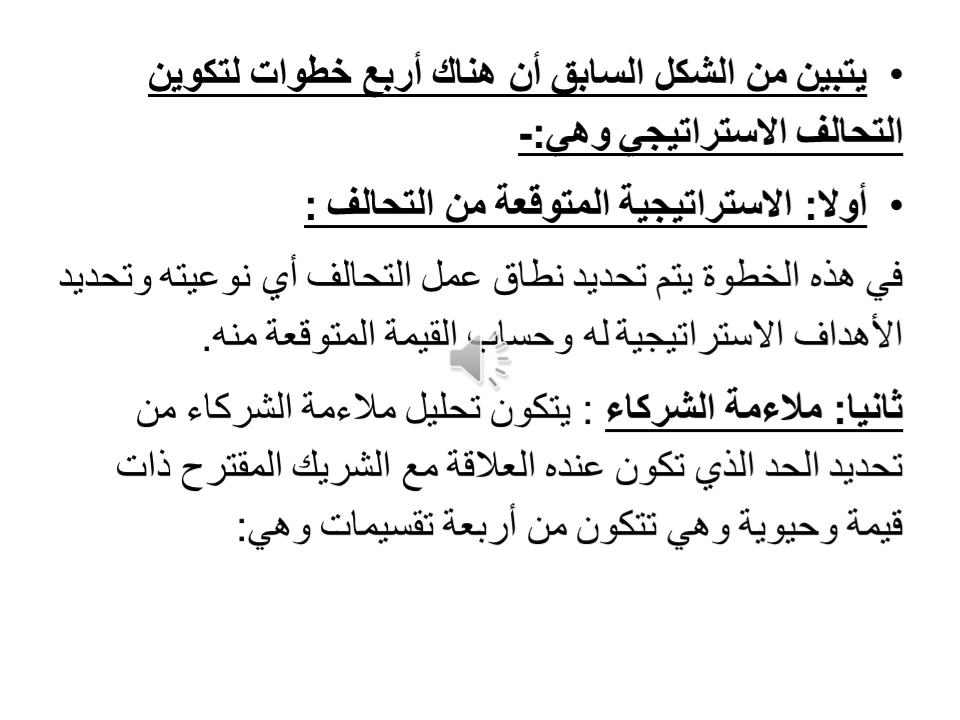 • يتبين من الشكل السابق أن هناك أربع خطوات لتكوين
التحالف الاستراتيجي وهي:-
• أولا: الاستراتيجية المتوقعة من التحالف :
في هذه الخطوة يتم تحديد نطاق عمل التحالف أي نوعيته وتحديد
الأهداف الاستراتيجية له وحساب القيمة المتوقعة منه.
ثانيا: ملاءمة الشركاء : يتكون تحليل ملاءمة الشركاء من
تحديد الحد الذي تكون عنده العلاقة مع الشريك المقترح ذات
قيمة وحيوية وهي تتكون من أربعة تقسيمات وهي: